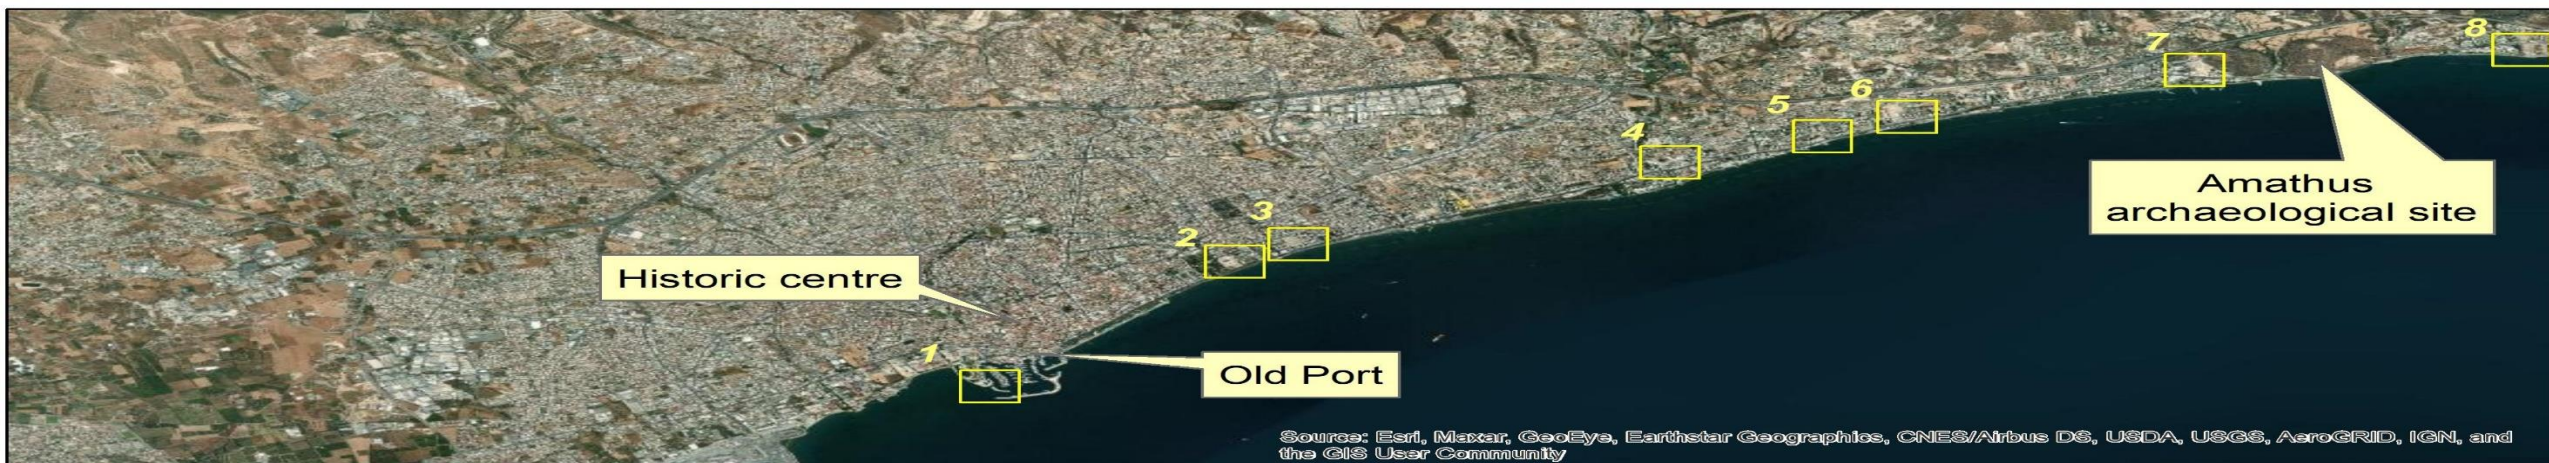 8
7
6
5
4
Amathus
archaeological site
3
2
Historic centre
1
Old Port
Source: Esri, Maxar, GeoEye, Earthstar Geographics, CNES/Airbus DS, USDA, USGS, AeroGRID, IGN, and
the GIS User Community